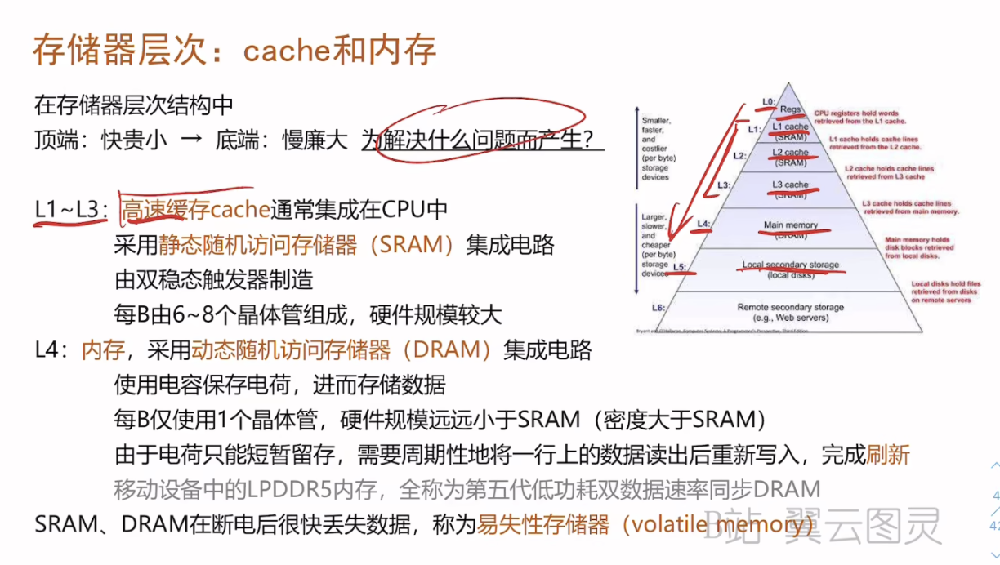 存储器层次：cache和内存
在存储器层次结构中
顶端：快贵小 → 底端：慢廉大 为解决什么问题而产生？
L1~L3：高速缓存cache通常集成在CPU中
采用静态随机访问存储器（SRAM）集成电路
由双稳态触发器制造
每B由6~8个晶体管组成，硬件规模较大
L4：内存，采用动态随机访问存储器（DRAM）集成电路
使用电容保存电荷，进而存储数据
每B仅使用1个晶体管，硬件规模远远小于SRAM（密度大于SRAM）
由于电荷只能短暂留存，需要周期性地将一行上的数据读出后重新写入，完成刷新
移动设备中的LPDDR5内存，全称为第五代低功耗双数据速率同步DRAM
SRAM、DRAM在断电后很快丢失数据，称为易失性存储器（volatile memory）
Smaller,
faster,
and
costlier
(per byte)
storage
devices
Larger,
slower,
and
cheaper
(per byte)
storage
devices
L0:
Regs
CPU registers hold words
retrieved from the L1 cache.
L1:
L1 cache
(SRAM)
L1 cache holds cache lines
retrieved from the L2 cache.
L2:
L2 cache
(SRAM)
L2 cache holds cache lines
retrieved from L3 cache
L3:
L3 cache
(SRAM)
L3 cache holds cache lines
retrieved from main memory.
L4:
Main memory
(DRAM)
Main memory holds
disk blocks retrieved
from local disks.
L5:
Local secondary storage
(local disks)
Local disks hold files
retrieved from disks
on remote servers
L6:
Remote secondary storage
(e.g., Web servers)
Bryant and O'Hallaron, Computer Systems: A Programmer's Perspective, Third Edition
B站 翼云图灵